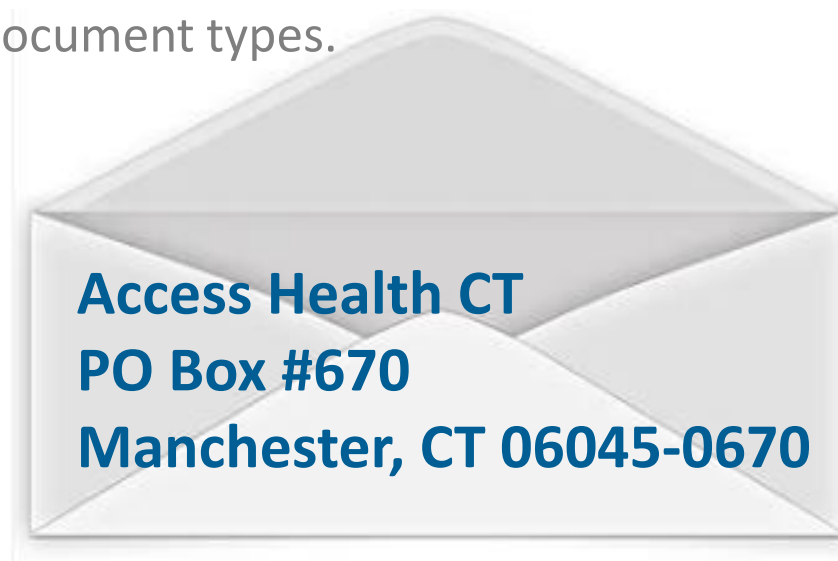 ocument types.
Access Health CT
PO Box #670
Manchester, CT 06045-0670